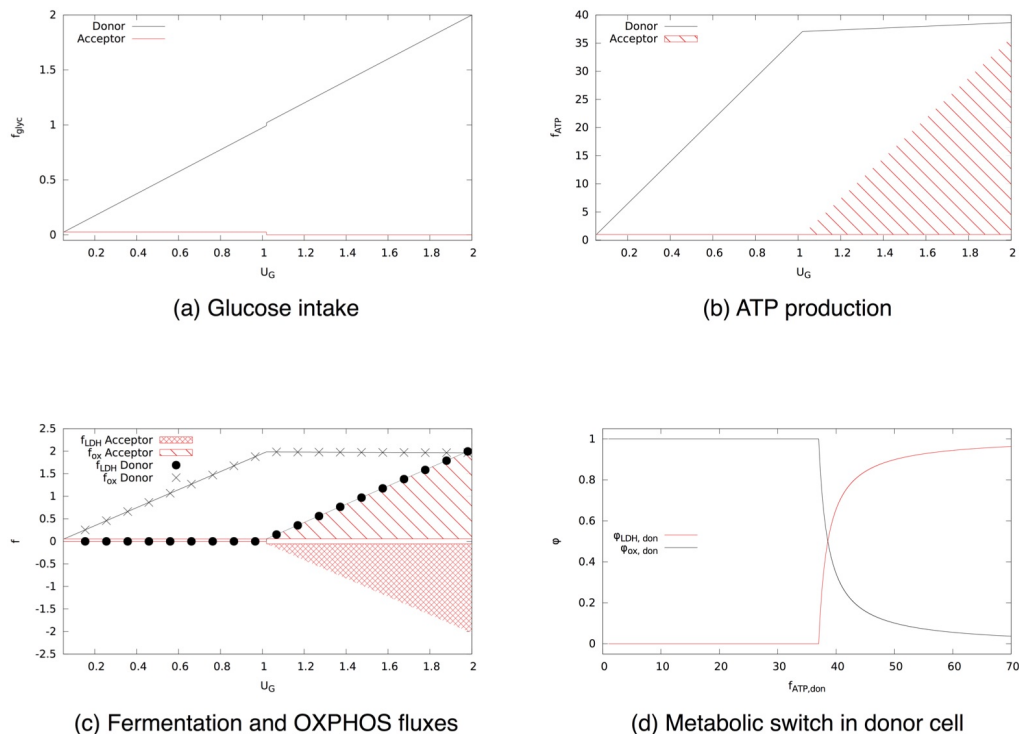 Donor
Acceptor
2
1.5
1
0.5
0
f_glyc
0.2 0.4 0.6 0.8 1 1.2 1.4 1.6 1.8 2
U_G
(a) Glucose intake
Donor
Acceptor
40
35
30
25
20
15
10
5
0
f_ATP
0.2 0.4 0.6 0.8 1 1.2 1.4 1.6 1.8 2
U_G
(b) ATP production
f_LDH Acceptor
f_ox Acceptor
f_LDH Donor
f_ox Donor
2.5
2
1.5
1
0.5
0
-0.5
-1
-1.5
-2
-2.5
f
0.2 0.4 0.6 0.8 1 1.2 1.4 1.6 1.8 2
U_G
(c) Fermentation and OXPHOS fluxes
φ_LDH, don
φ_ox, don
1
0.8
0.6
0.4
0.2
0
φ
0 10 20 30 40 50 60 70
f_ATP,don
(d) Metabolic switch in donor cell